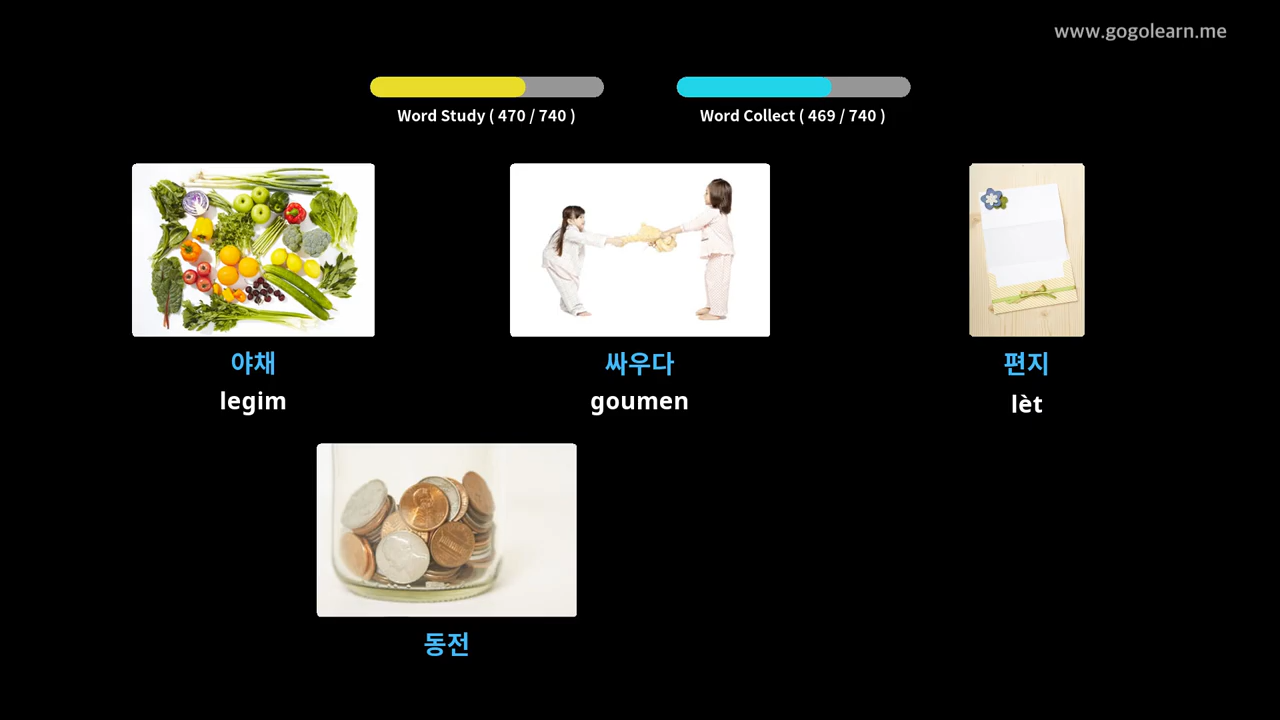 www.gogolearn.me
Word Study ( 470 / 740 )
Word Collect ( 469 / 740 )
야채
싸우다
편지
legim
goumen
lèt
동전